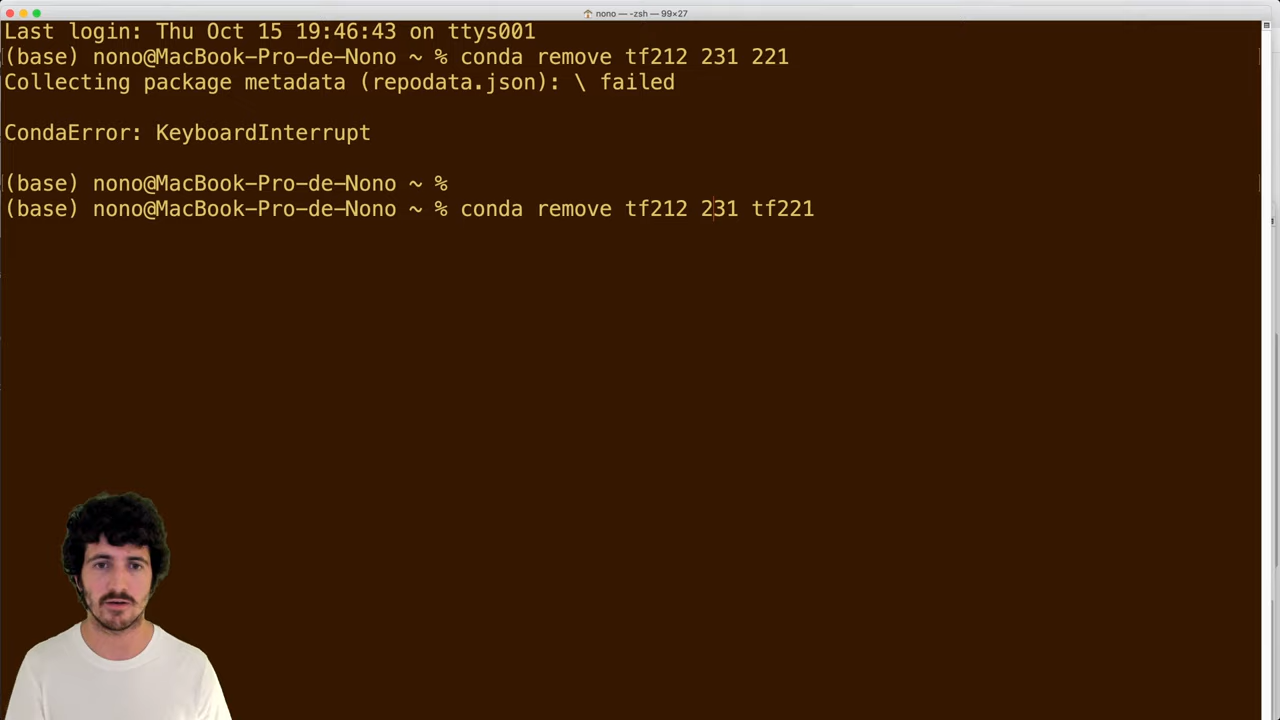 nono — -zsh — 99×27
Last login: Thu Oct 15 19:46:43 on ttys001
(base) nono@MacBook-Pro-de-Nono ~ % conda remove tf212 231 221
Collecting package metadata (repodata.json): \ failed
CondaError: KeyboardInterrupt
(base) nono@MacBook-Pro-de-Nono ~ %
(base) nono@MacBook-Pro-de-Nono ~ % conda remove tf212 231 tf221